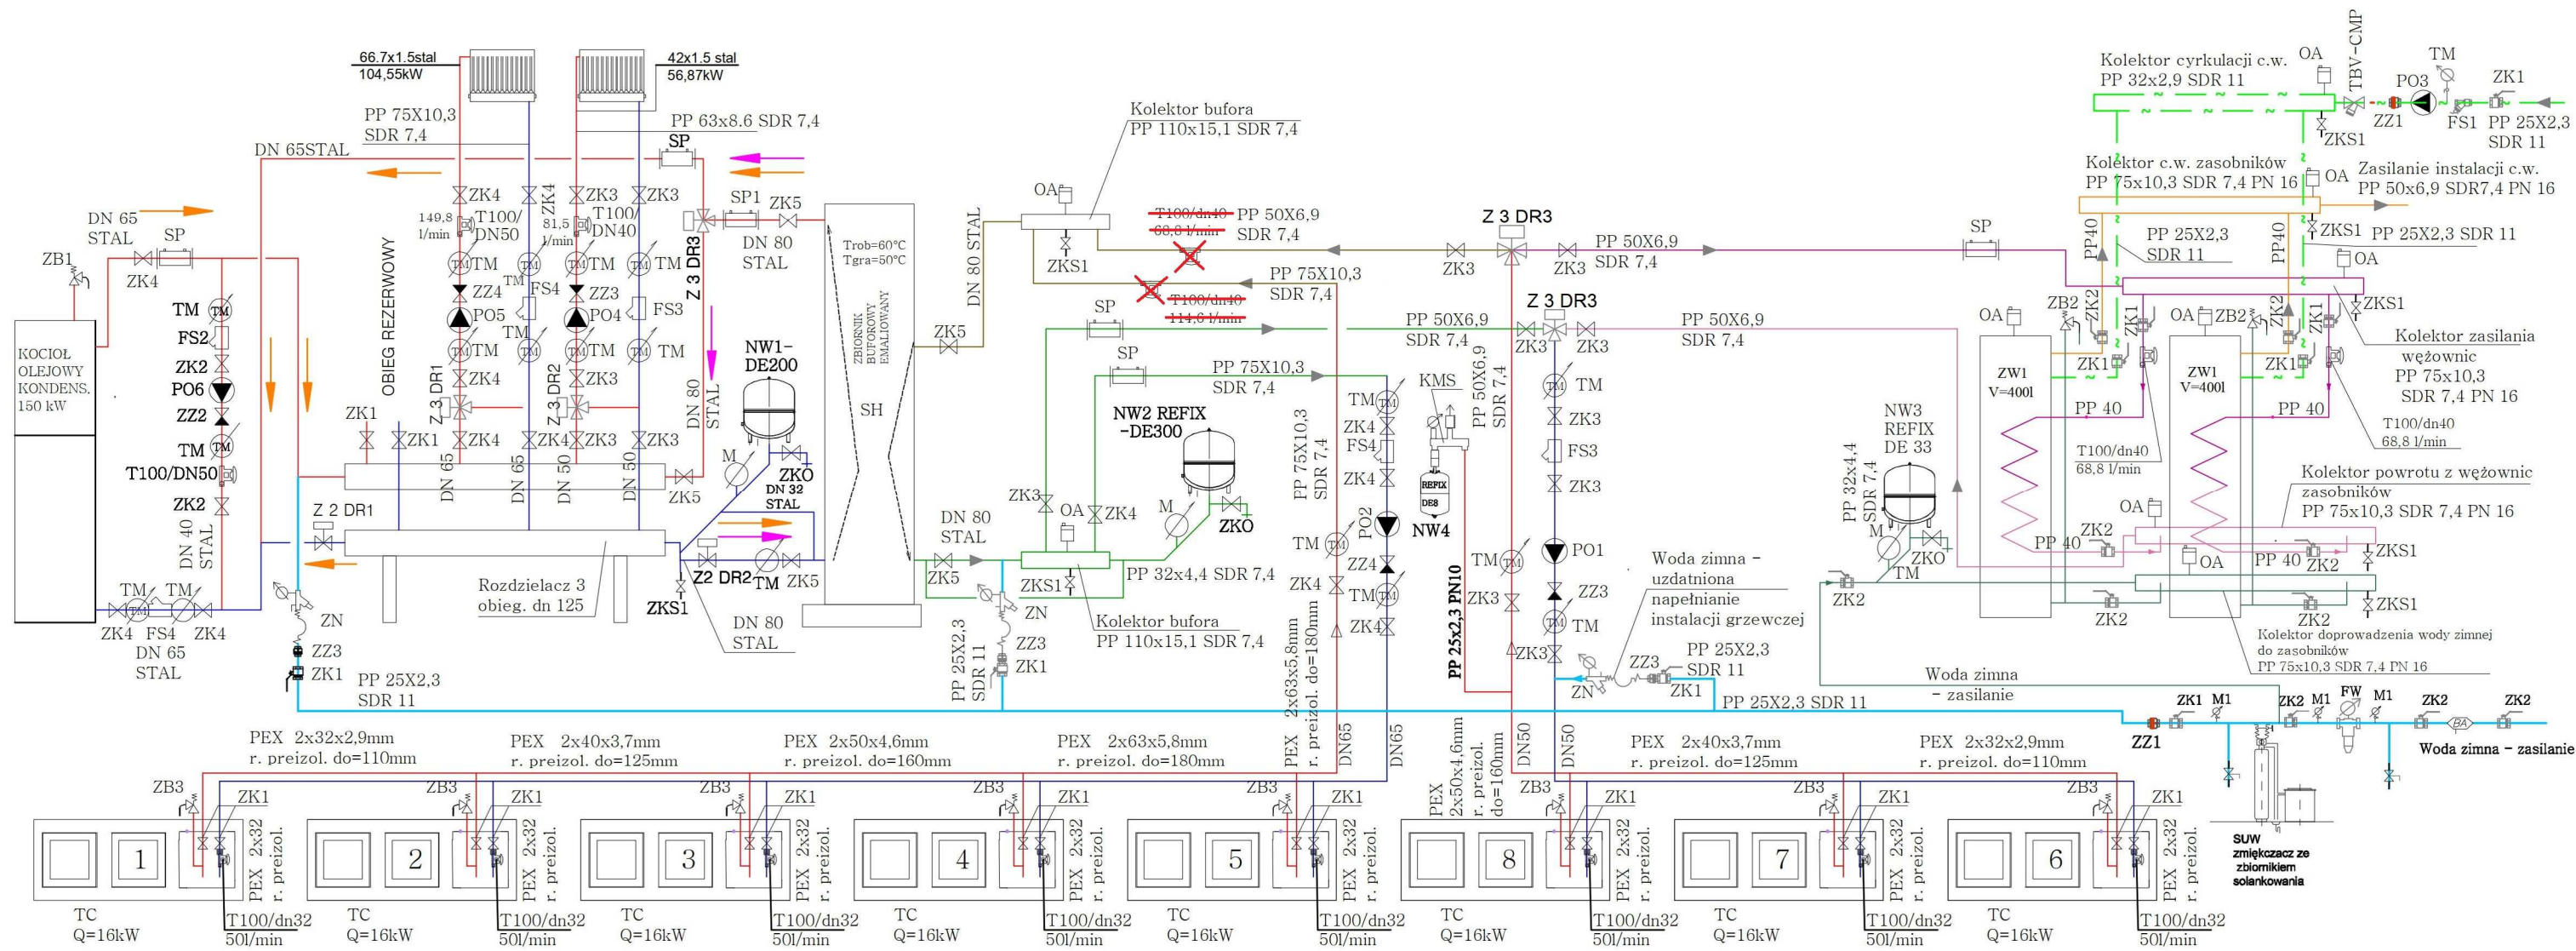 66.7x1.5stal
104,55kW
42x1.5 stal
56,87kW
PP 75X10,3
SDR 7,4
PP 63x8.6 SDR 7,4
SP
DN 65STAL
DN 65
STAL
SP
ZB1
ZK4
ZK4
ZK4
ZK3
ZK3
149,8
l/min
T100/
DN50
81,5
l/min
T100/
DN40
TM
TM
TM
TM
ZZ4
FS4
ZZ3
FS3
PO5
PO4
TM
TM
TM
TM
ZK4
ZK3
Z 3 DR1
Z 3 DR2
OBIEG REZERWOWY
ZK1
ZK1
ZK4
ZK4
ZK3
ZK3
DN 65
DN 65
DN 50
DN 50
ZK5
Z 3 DR3
SP1
ZK5
DN 80
STAL
DN 80
STAL
KOCIOŁ
OLEJOWY
KONDENS.
150 kW
TM
TM
FS2
ZK2
PO6
ZZ2
TM
TM
T100/DN50
ZK2
DN 40
STAL
TM
TM
TM
ZK4
FS4
ZK4
DN 65
STAL
Z 2 DR1
Rozdzielacz 3
obieg. dn 125
ZN
ZZ3
ZK1
PP 25X2,3
SDR 11
NW1-
DE200
M
ZKO
DN 32
STAL
Z2 DR2
TM
ZK5
ZKS1
DN 80
STAL
Trob=60°C
Tgra=50°C
ZBIORNIK
BUFOROWY
EMALIOWANY
SH
ZK5
DN 80 STAL
DN 80
STAL
ZK5
Kolektor bufora
PP 110x15,1 SDR 7,4
OA
ZKS1
T100/dn40
68,8 l/min
PP 50X6,9
SDR 7,4
PP 75X10,3
SDR 7,4
T100/dn40
114,6 l/min
SP
SP
PP 75X10,3
SDR 7,4
NW2 REFIX
-DE300
M
ZKO
ZK3
OA
ZK4
ZKS1
PP 32x4,4 SDR 7,4
ZN
ZZ3
ZK1
PP 25X2,3
SDR 11
Kolektor bufora
PP 110x15,1 SDR 7,4
PP 75X10,3
SDR 7,4
TM
ZK4
PEX 2x63x5,8mm
r. preizol. do=180mm
TM
ZK4
FS4
ZK4
PO2
ZZ4
TM
ZK4
DN65
DN65
KMS
REFIX
DE8
NW4
PP 25x2,3 PN10
Z 3 DR3
ZK3
ZK3
PP 50X6,9
SDR 7,4
Z 3 DR3
PP 50X6,9
SDR 7,4
ZK3
ZK3
PP 50X6,9
SDR 7,4
PP 50X6,9
SDR 7,4
TM
ZK3
TM
ZK3
FS3
ZK3
PO1
ZZ3
TM
ZK3
DN50
DN50
Woda zimna -
uzdatniona
napełnianie
instalacji grzewczej
ZN
ZZ3
ZK1
PP 25X2,3
SDR 11
PP 25X2,3 SDR 11
Kolektor cyrkulacji c.w.
PP 32x2,9 SDR 11
OA
TBV-CMP
PO3
TM
ZK1
ZKS1
ZZ1
FS1
PP 25X2,3
SDR 11
Kolektor c.w. zasobników
PP 75x10,3 SDR 7,4 PN 16
OA
Zasilanie instalacji c.w.
PP 50x6,9 SDR7,4 PN 16
ZKS1
PP 25X2,3 SDR 11
PP40
PP40
PP 25X2,3
SDR 11
SP
OA
ZKS1
OA
ZB2
ZK2
ZK1
OA
ZB2
ZK2
ZK1
ZK1
ZK1
Kolektor zasilania
wężownic
PP 75x10,3
SDR 7,4 PN 16
ZW1
V=400l
ZW1
V=400l
PP 40
PP 40
T100/dn40
68,8 l/min
T100/dn40
68,8 l/min
NW3
REFIX
DE 33
PP 32x4,4
SDR 7,4
M
ZKO
TM
ZK2
Kolektor powrotu z wężownic
zasobników
PP 75x10,3 SDR 7,4 PN 16
OA
ZK2
PP 40
OA
PP 40
ZK2
ZKS1
ZK2
ZK2
ZKS1
Kolektor doprowadzenia wody zimnej
do zasobników
PP 75x10,3 SDR 7,4 PN 16
Woda zimna
- zasilanie
ZZ1
ZK1
M1
ZK2
M1
FW
M1
ZK2
BA
ZK2
Woda zimna - zasilanie
SUW
zmiękczacz ze
zbiornikiem
solankowania
PEX 2x32x2,9mm
r. preizol. do=110mm
PEX 2x40x3,7mm
r. preizol. do=125mm
PEX 2x50x4,6mm
r. preizol. do=160mm
PEX 2x63x5,8mm
r. preizol. do=180mm
PEX
2x50x4,6mm
r. preizol.
do=160mm
PEX 2x40x3,7mm
r. preizol. do=125mm
PEX 2x32x2,9mm
r. preizol. do=110mm
ZB3
ZK1
1
PEX 2x32
r. preizol.
TC
Q=16kW
T100/dn32
50l/min
ZB3
ZK1
2
PEX 2x32
r. preizol.
TC
Q=16kW
T100/dn32
50l/min
ZB3
ZK1
3
PEX 2x32
r. preizol.
TC
Q=16kW
T100/dn32
50l/min
ZB3
ZK1
4
PEX 2x32
r. preizol.
TC
Q=16kW
T100/dn32
50l/min
ZB3
ZK1
5
PEX 2x32
r. preizol.
TC
Q=16kW
T100/dn32
50l/min
ZB3
ZK1
8
PEX 2x32
r. preizol.
TC
Q=16kW
T100/dn32
50l/min
ZB3
ZK1
7
PEX 2x32
r. preizol.
TC
Q=16kW
T100/dn32
50l/min
ZB3
ZK1
6
PEX 2x32
r. preizol.
TC
Q=16kW
T100/dn32
50l/min